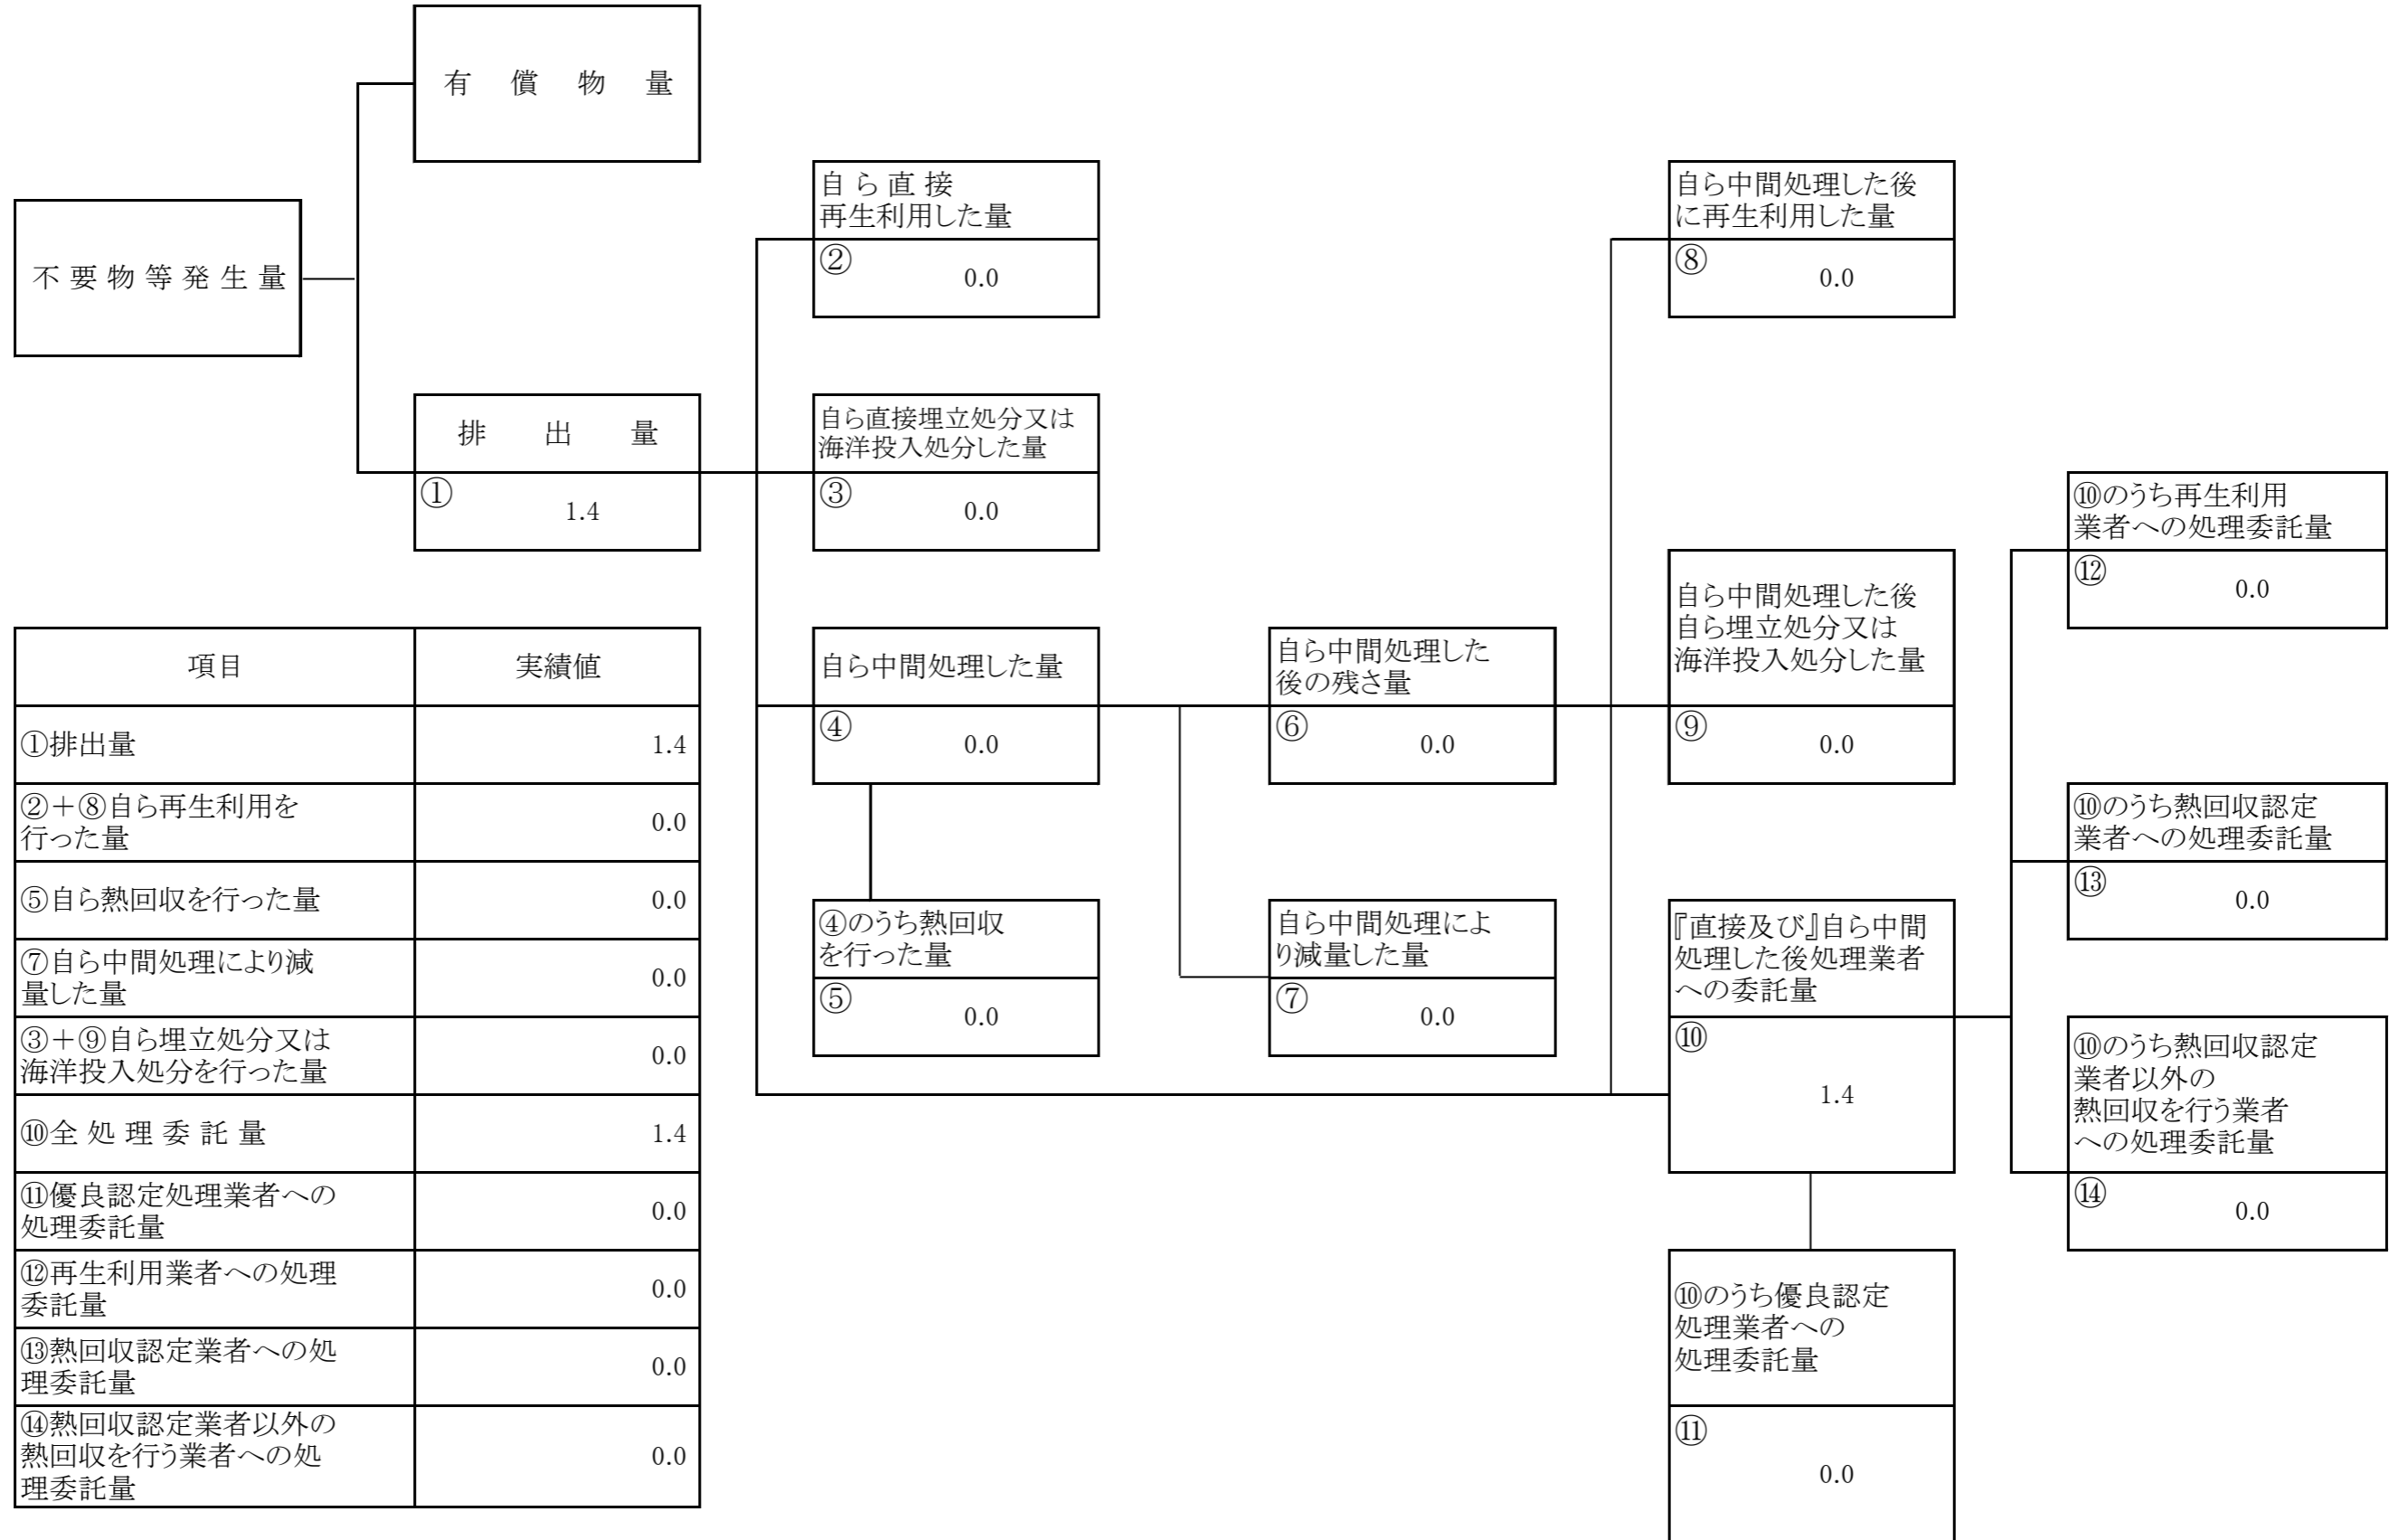 有償物量
不要物等発生量
排出量
①
1.4
自ら直接
再生利用した量
②
0.0
自ら直接埋立処分又は
海洋投入処分した量
③
0.0
自ら中間処理した量
④
0.0
④のうち熱回収
を行った量
⑤
0.0
自ら中間処理した
後の残さ量
⑥
0.0
自ら中間処理によ
り減量した量
⑦
0.0
自ら中間処理した後
に再生利用した量
⑧
0.0
自ら中間処理した後
自ら埋立処分又は
海洋投入処分した量
⑨
0.0
『直接及び』自ら中間
処理した後処理業者
への委託量
⑩
1.4
⑩のうち優良認定
処理業者への
処理委託量
⑪
0.0
⑩のうち再生利用
業者への処理委託量
⑫
0.0
⑩のうち熱回収認定
業者への処理委託量
⑬
0.0
⑩のうち熱回収認定
業者以外の
熱回収を行う業者
への処理委託量
⑭
0.0
項目 実績値
①排出量 1.4
②＋⑧自ら再生利用を
行った量 0.0
⑤自ら熱回収を行った量 0.0
⑦自ら中間処理により減
量した量 0.0
③＋⑨自ら埋立処分又は
海洋投入処分を行った量 0.0
⑩全処理委託量 1.4
⑪優良認定処理業者への
処理委託量 0.0
⑫再生利用業者への処理
委託量 0.0
⑬熱回収認定業者への処
理委託量 0.0
⑭熱回収認定業者以外の
熱回収を行う業者への処
理委託量 0.0